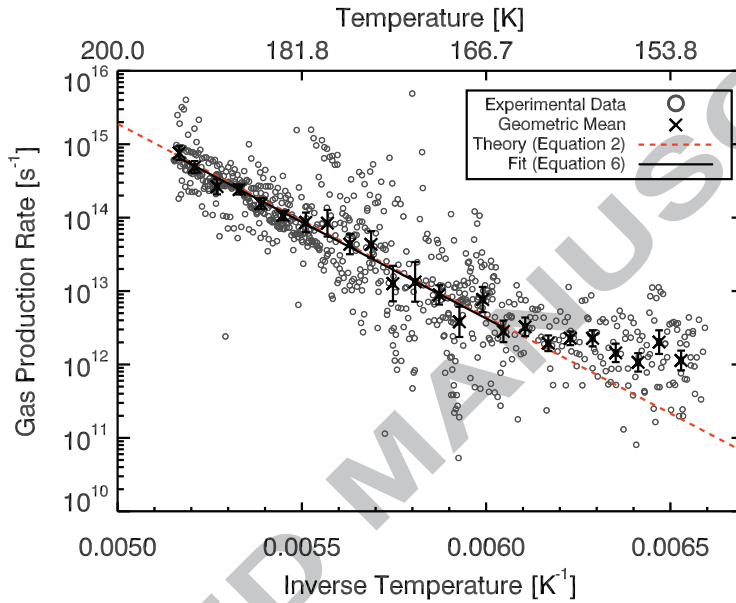 Temperature [K]
200.0 181.8 166.7 153.8
10^16
10^15
10^14
10^13
10^12
10^11
10^10
Gas Production Rate [s^-1]
Experimental Data
Geometric Mean
Theory (Equation 2)
Fit (Equation 6)
0.0050 0.0055 0.0060 0.0065
Inverse Temperature [K^-1]
D MANUSC